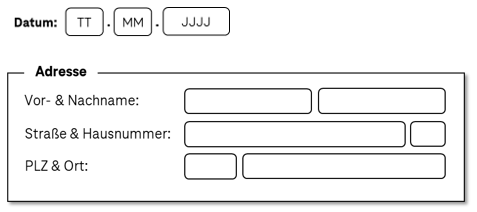 Datum: TT . MM . JJJJ
Adresse
Vor- & Nachname:
Straße & Hausnummer:
PLZ & Ort: